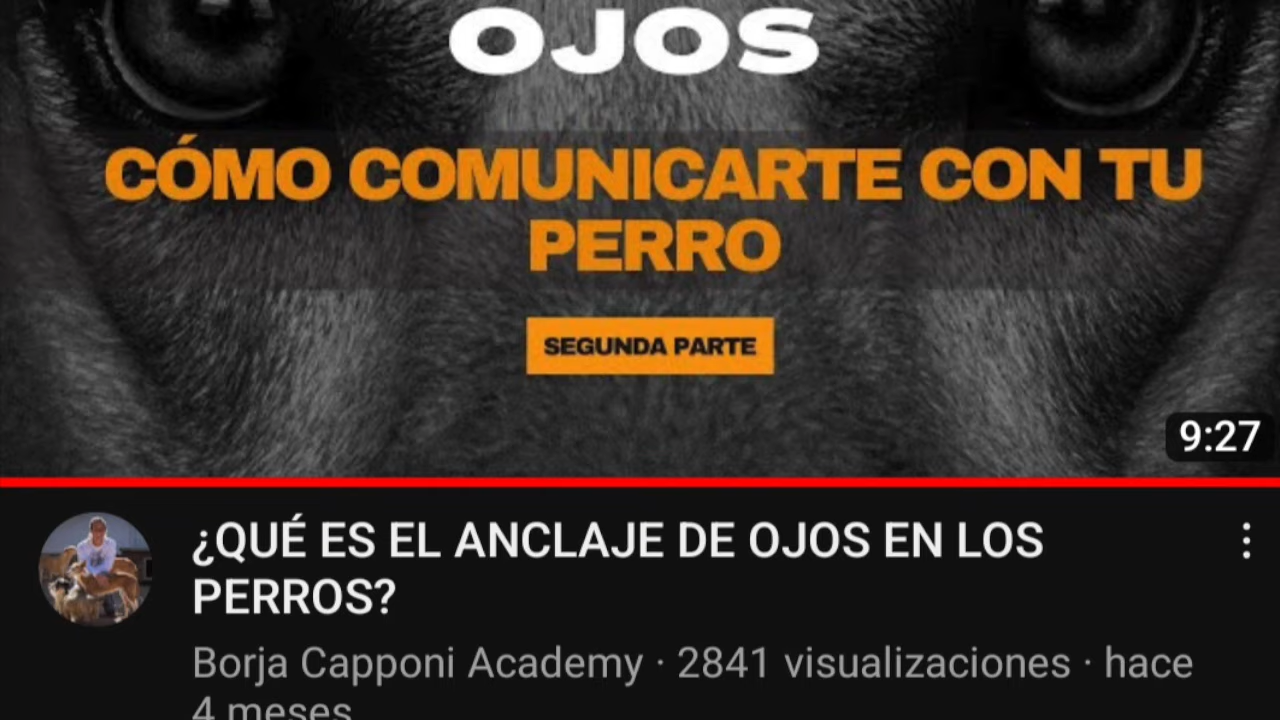 OJOS
CÓMO COMUNICARTE CON TU
PERRO
SEGUNDA PARTE
9:27
¿QUÉ ES EL ANCLAJE DE OJOS EN LOS
PERROS?
Borja Capponi Academy · 2841 visualizaciones · hace
4 meses